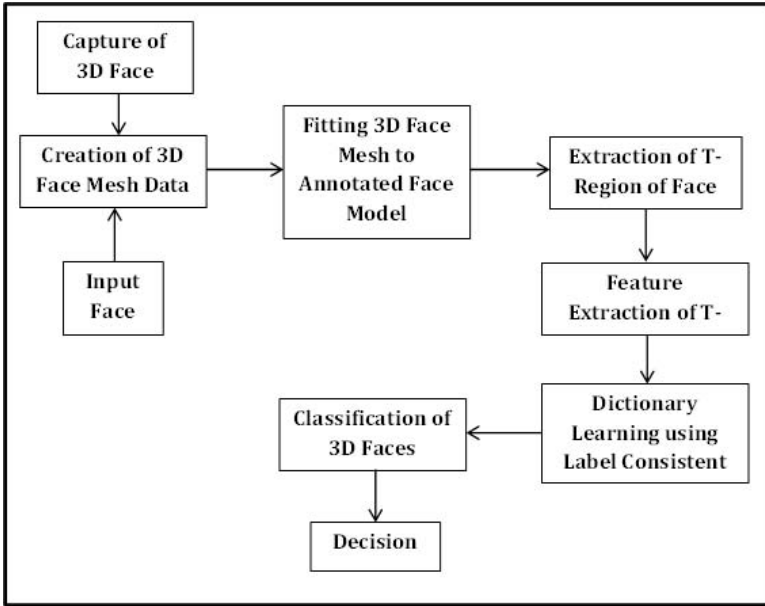 Capture of
3D Face
Creation of 3D
Face Mesh Data
Input
Face
Fitting 3D Face
Mesh to
Annotated Face
Model
Extraction of T-
Region of Face
Feature
Extraction of T-
Dictionary
Learning using
Label Consistent
Classification of
3D Faces
Decision